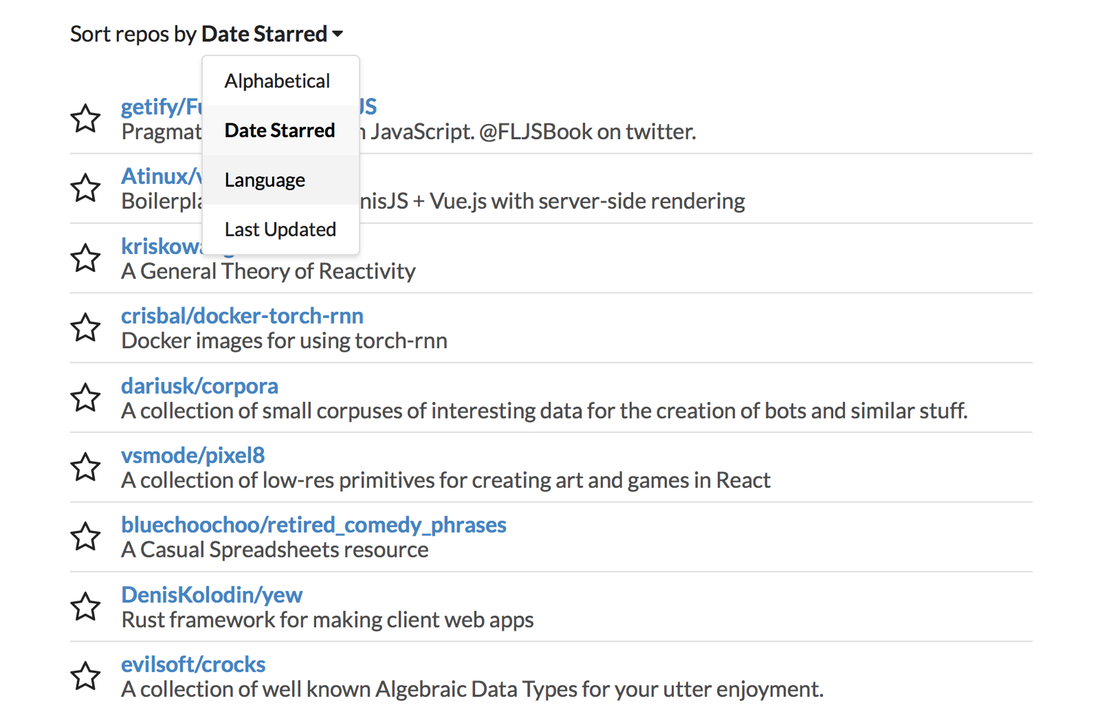 Sort repos by Date Starred
Alphabetical
Date Starred
Language
Last Updated
getify/Fu JS
Pragmat JavaScript. @FLJSBook on twitter.
Atinux/
Boilerpla nisJS + Vue.js with server-side rendering
kriskow
A General Theory of Reactivity
crisbal/docker-torch-rnn
Docker images for using torch-rnn
dariusk/corpora
A collection of small corpuses of interesting data for the creation of bots and similar stuff.
vsmode/pixel8
A collection of low-res primitives for creating art and games in React
bluechoochoo/retired_comedy_phrases
A Casual Spreadsheets resource
DenisKolodin/yew
Rust framework for making client web apps
evilsoft/crocks
A collection of well known Algebraic Data Types for your utter enjoyment.